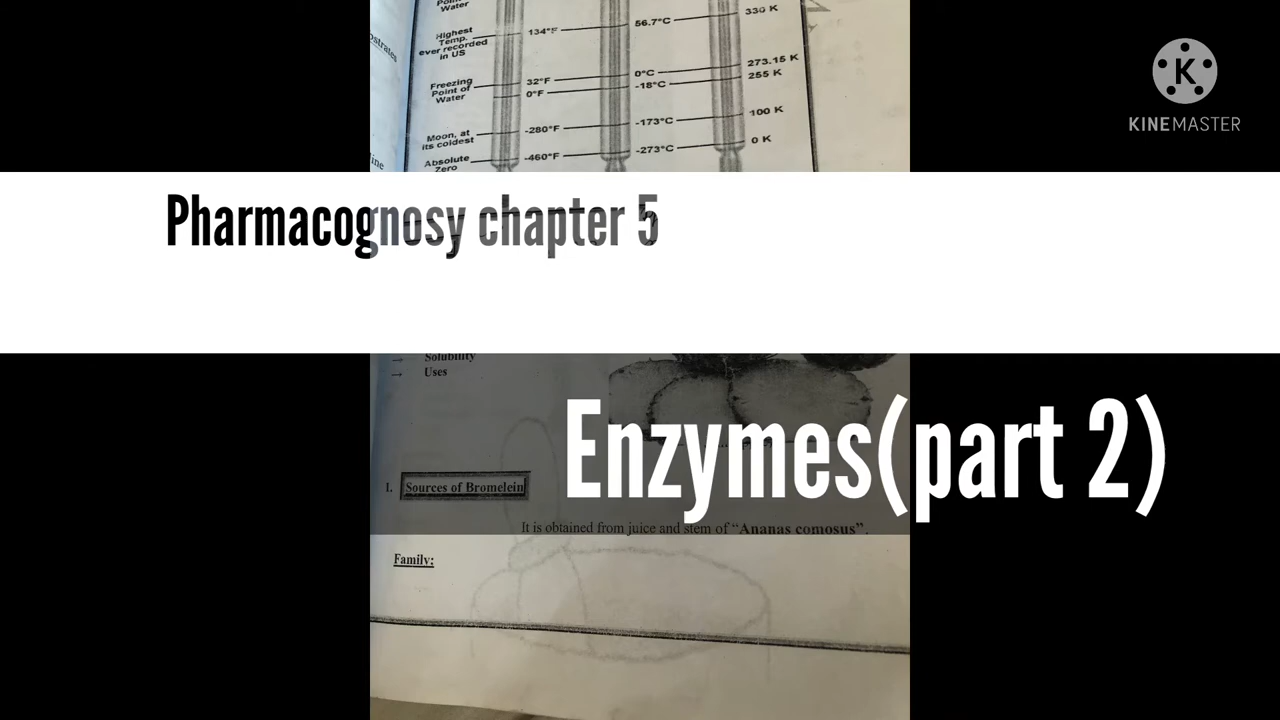 Water
330 K
56.7°C
134°F
Highest
Temp.
ever recorded
in US
KINEMASTER
273.15 K
0°C
255 K
Freezing
Point of
Water
32°F
0°F
-18°C
100 K
-173°C
Moon, at
its coldest
-280°F
0 K
-273°C
Absolute
Zero
-460°F
Pharmacognosy chapter 5
→ Solubility
→ Uses
Enzymes(part 2)
I. Sources of Bromelein
It is obtained from juice and stem of “Ananas comosus”.
Family: